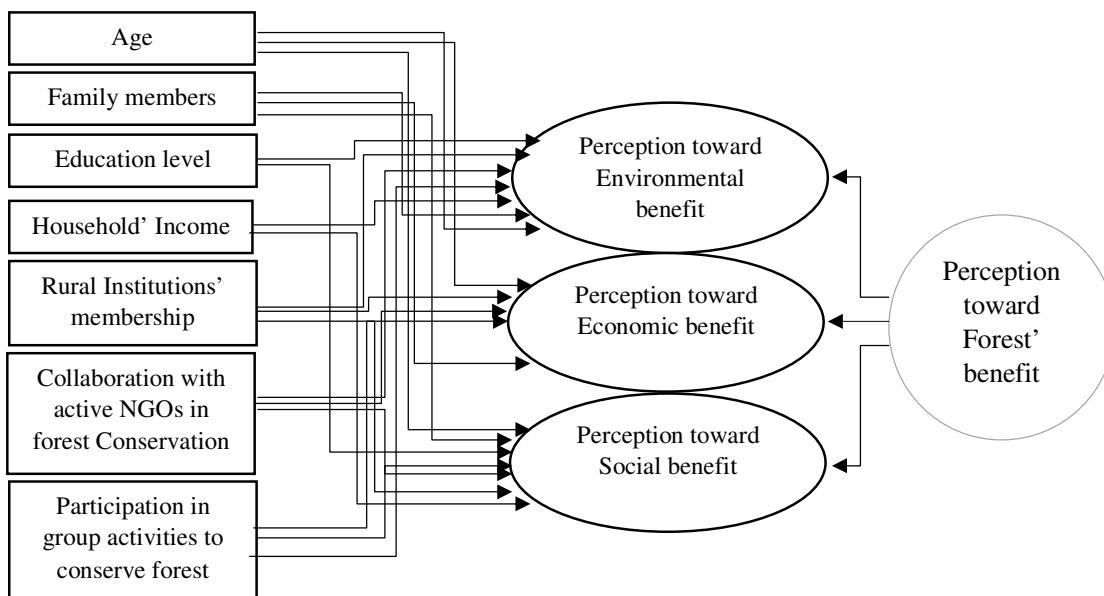 Age
Family members
Education level
Household’ Income
Rural Institutions’
membership
Collaboration with
active NGOs in
forest Conservation
Participation in
group activities to
conserve forest
Perception toward
Environmental
benefit
Perception toward
Economic benefit
Perception toward
Social benefit
Perception
toward
Forest’
benefit